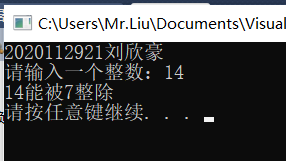 C:\Users\Mr.Liu\Documents\Visual
2020112921刘欣豪
请输入一个整数：14
14能被7整除
请按任意键继续. . .